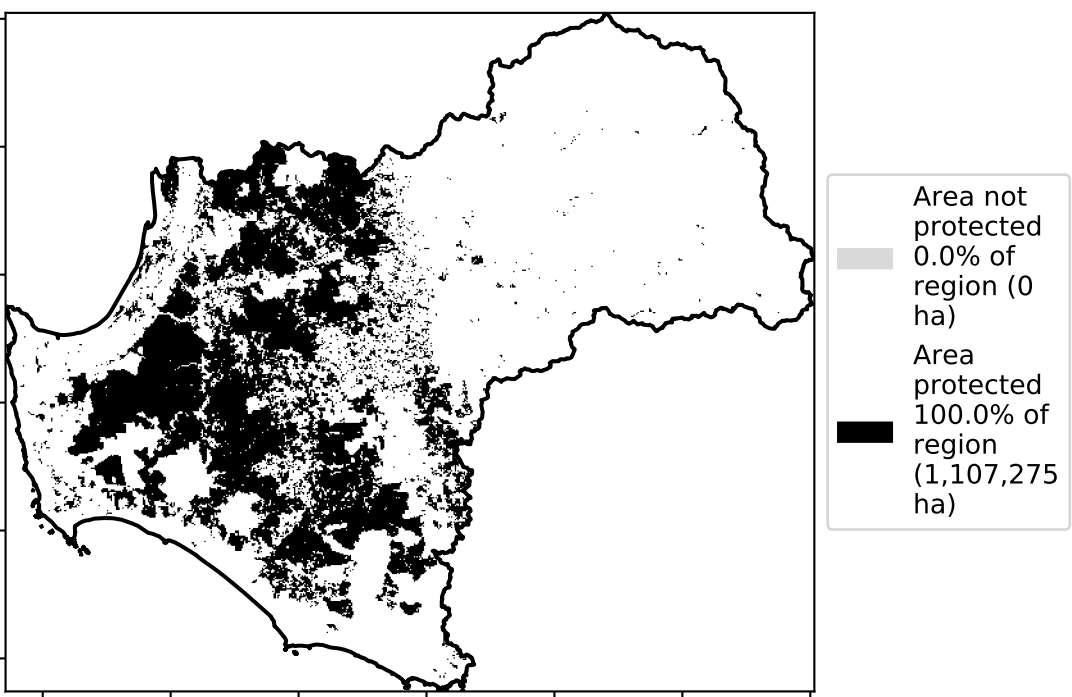 Area not
protected
0.0% of
region (0
ha)
Area
protected
100.0% of
region
(1,107,275
ha)